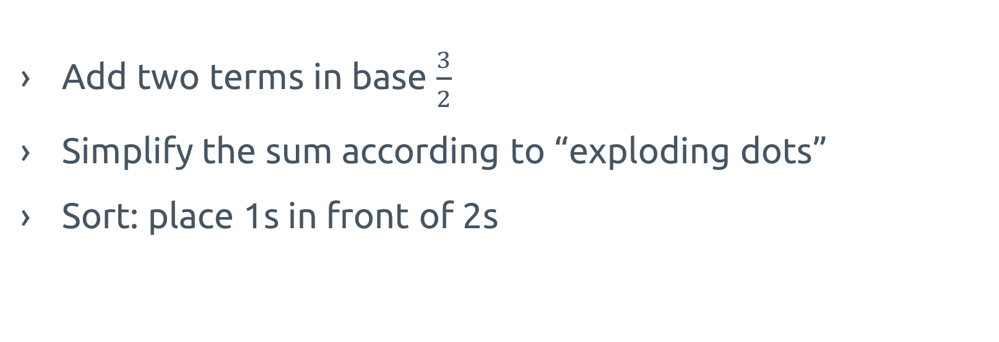 › Add two terms in base 3/2
› Simplify the sum according to “exploding dots”
› Sort: place 1s in front of 2s